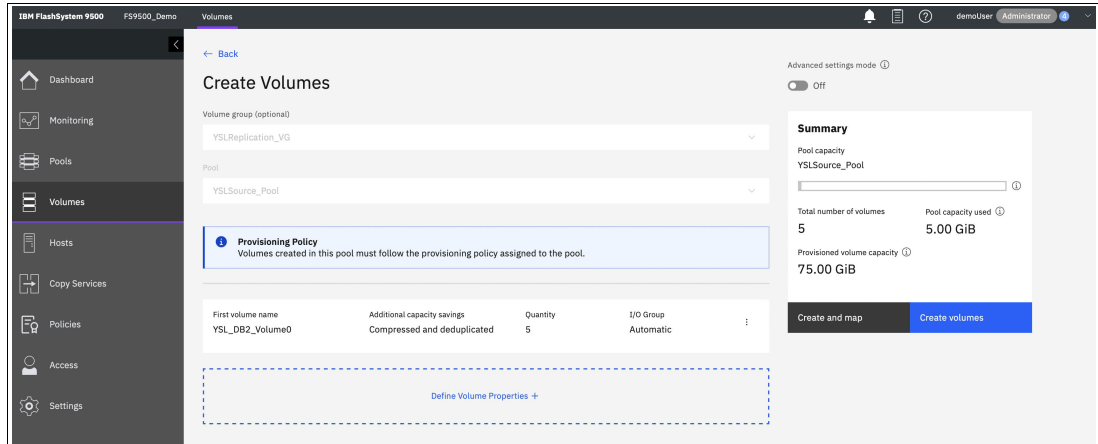 IBM FlashSystem 9500 FS9500_Demo Volumes demoUser Administrator 4
Dashboard
Monitoring
Pools
Volumes
Hosts
Copy Services
Policies
Access
Settings
← Back
Create Volumes
Volume group (optional)
YSLReplication_VG
Pool
YSLSource_Pool
Provisioning Policy
Volumes created in this pool must follow the provisioning policy assigned to the pool.
First volume name Additional capacity savings Quantity I/O Group
YSL_DB2_Volume0 Compressed and deduplicated 5 Automatic
Define Volume Properties +
Advanced settings mode
Off
Summary
Pool capacity
YSLSource_Pool
Total number of volumes Pool capacity used
5 5.00 GiB
Provisioned volume capacity
75.00 GiB
Create and map Create volumes